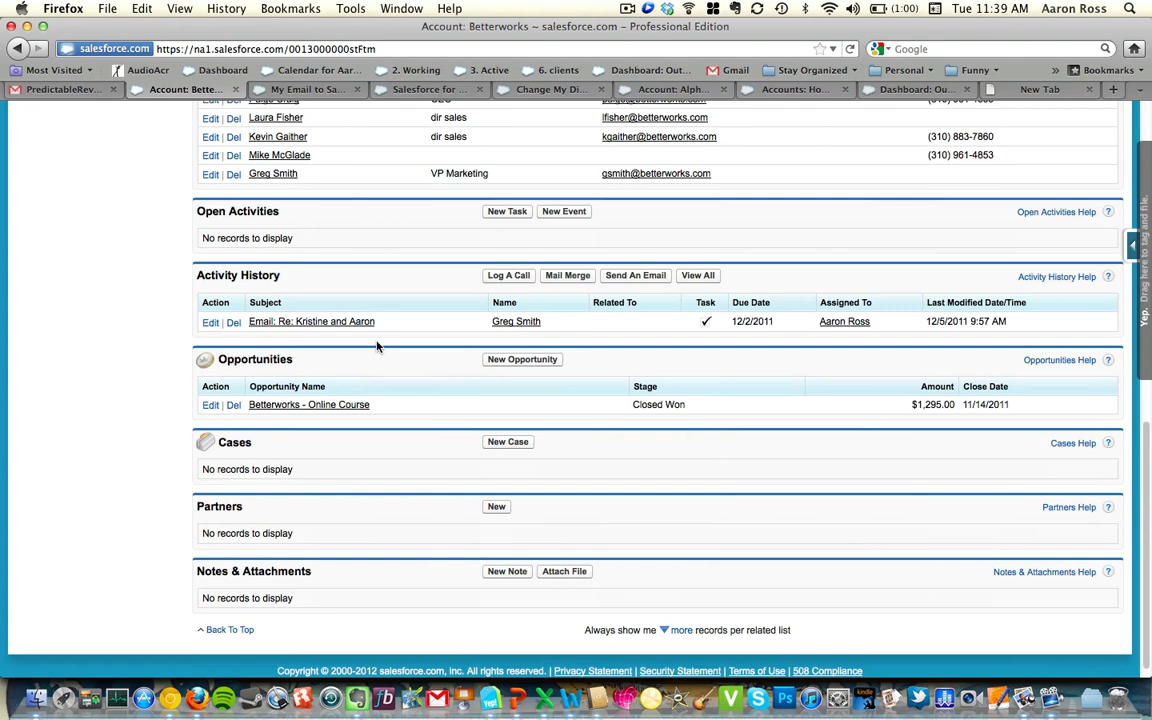 Firefox File Edit View History Bookmarks Tools Window Help (1:00) Tue 11:39 AM Aaron Ross
Account: Betterworks ~ salesforce.com - Professional Edition
salesforce.com https://na1.salesforce.com/0013000000stFtm Google
Most Visited AudioAcr Dashboard Calendar for Aar... 2. Working 3. Active 6. clients Dashboard: Out... Gmail Stay Organized Personal Funny » Bookmarks
PredictableRev... Account: Bette... My Email to Sa... Salesforce for ... Change My Di... Account: Alph... Accounts: Ho... Dashboard: Ou... New Tab
Edit | Del
Edit | Del Laura Fisher dir sales lfisher@betterworks.com
Edit | Del Kevin Gaither dir sales kgaither@betterworks.com (310) 883-7860
Edit | Del Mike McGlade (310) 961-4853
Edit | Del Greg Smith VP Marketing gsmith@betterworks.com
Open Activities New Task New Event Open Activities Help ?
No records to display
Activity History Log A Call Mail Merge Send An Email View All Activity History Help ?
Action Subject Name Related To Task Due Date Assigned To Last Modified Date/Time
Edit | Del Email: Re: Kristine and Aaron Greg Smith ✓ 12/2/2011 Aaron Ross 12/5/2011 9:57 AM
Opportunities New Opportunity Opportunities Help ?
Action Opportunity Name Stage Amount Close Date
Edit | Del Betterworks - Online Course Closed Won $1,295.00 11/14/2011
Cases New Case Cases Help ?
No records to display
Partners New Partners Help ?
No records to display
Notes & Attachments New Note Attach File Notes & Attachments Help ?
No records to display
^ Back To Top Always show me more records per related list
Copyright © 2000-2012 salesforce.com, inc. All rights reserved. | Privacy Statement | Security Statement | Terms of Use | 508 Compliance
Yep. Drag here to tag and file.